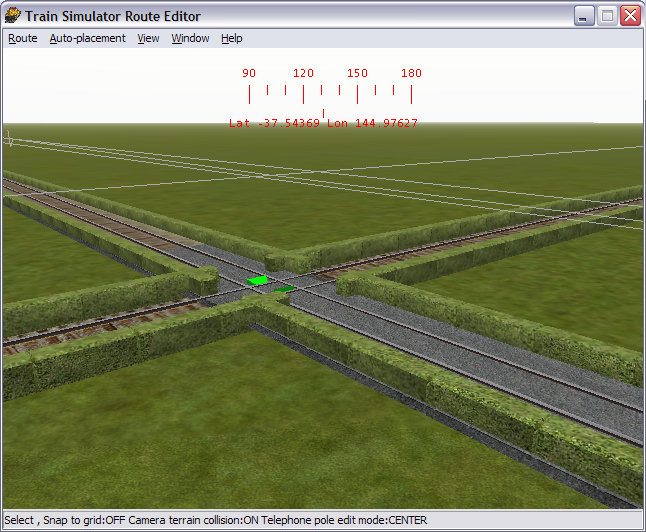 Train Simulator Route Editor
Route Auto-placement View Window Help
90 120 150 180
Lat -37.54369 Lon 144.97627
Select , Snap to grid:OFF Camera terrain collision:ON Telephone pole edit mode:CENTER